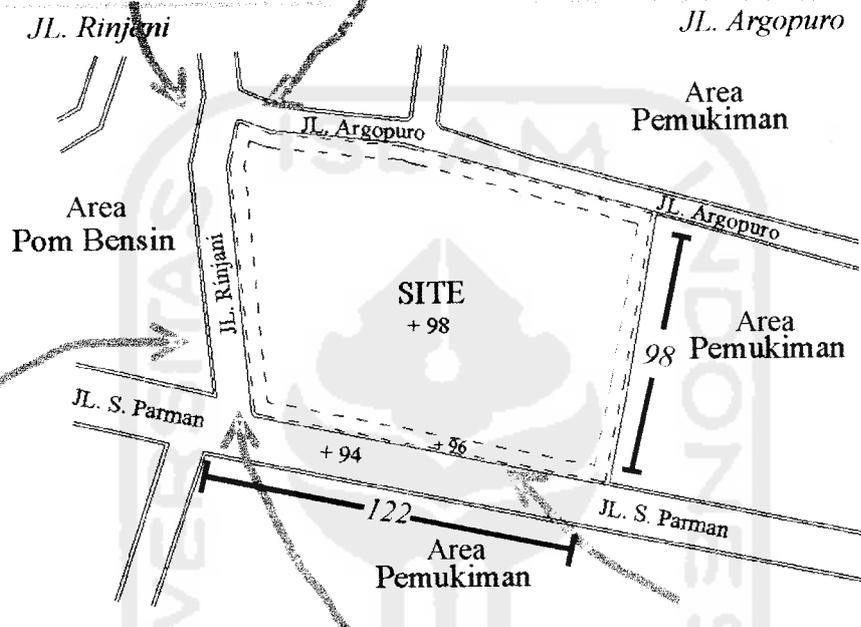 JL. Rinjani
JL. Argopuro
Area
Pemukiman
JL. Argopuro
ISLAM
JL. Argopuro
Area
Pom Bensin
JL. Rinjani
SITE
+ 98
98
Area
Pemukiman
JL. S. Parman
+ 94
+ 96
122
JL. S. Parman
Area
Pemukiman